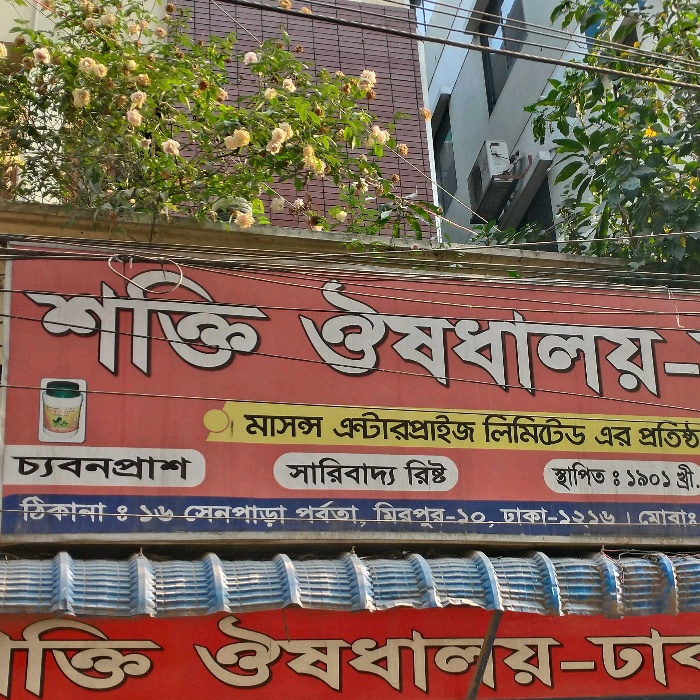 শক্তি ঔষধালয়-
মাসন্স এন্টারপ্রাইজ লিমিটেড এর প্রতিষ্ঠ
চ্যবনপ্রাশ সারিবাদ্য রিষ্ট স্থাপিত : ১৯০১ খ্রী.
ঠিকানা : ১৬ সেনপাড়া পর্বতা, মিরপুর-১০, ঢাকা-১২১৬ । মোবাঃ
শক্তি ঔষধালয়-ঢাকা